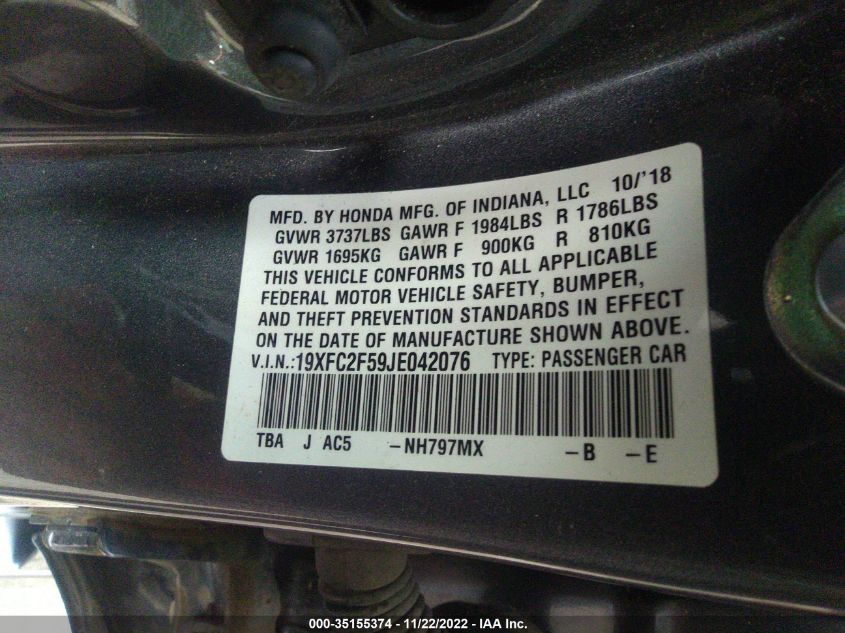 MFD. BY HONDA MFG. OF INDIANA, LLC 10/'18
GVWR 3737LBS GAWR F 1984LBS R 1786LBS
GVWR 1695KG GAWR F 900KG R 810KG
THIS VEHICLE CONFORMS TO ALL APPLICABLE
FEDERAL MOTOR VEHICLE SAFETY, BUMPER,
AND THEFT PREVENTION STANDARDS IN EFFECT
ON THE DATE OF MANUFACTURE SHOWN ABOVE.
V.I.N.:19XFC2F59JE042076 TYPE: PASSENGER CAR
TBA J AC5 -NH797MX -B -E
000-35155374 - 11/22/2022 - IAA Inc.